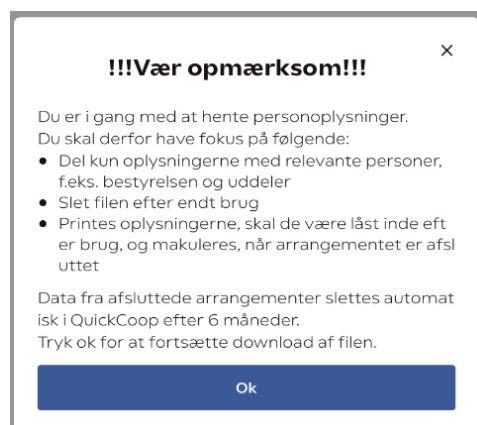 !!!Vær opmærksom!!!
Du er i gang med at hente personoplysninger.
Du skal derfor have fokus på følgende:
● Del kun oplysningerne med relevante personer,
f.eks. bestyrelsen og uddeler
● Slet filen efter endt brug
● Printes oplysningerne, skal de være låst inde eft
er brug, og makuleres, når arrangementet er afsl
uttet
Data fra afsluttede arrangementer slettes automat
isk i QuickCoop efter 6 måneder.
Tryk ok for at fortsætte download af filen.
Ok